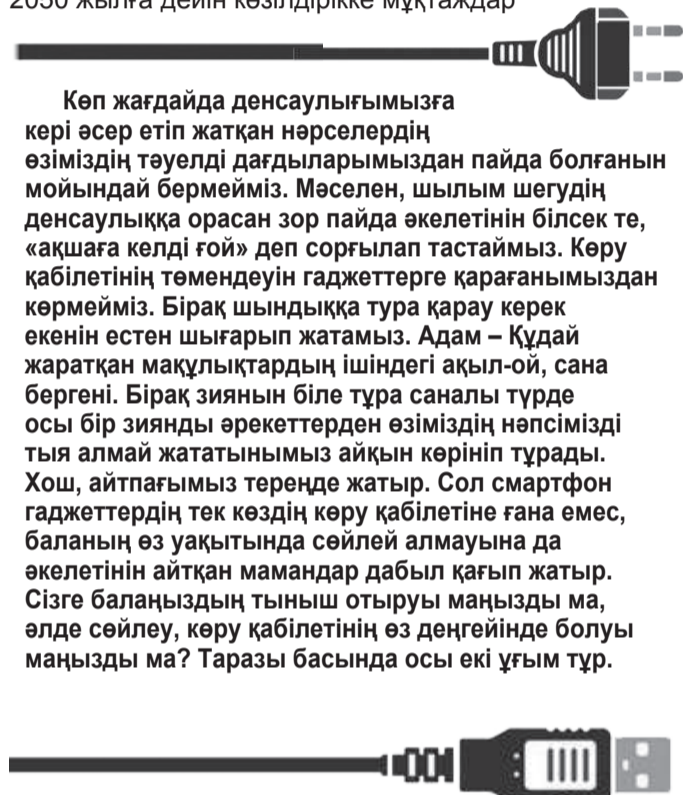 2050 жылға дейін көзілдірікке мұқтаждар
Көп жағдайда денсаулығымызға
кері әсер етіп жатқан нәрселердің
өзіміздің тәуелді дағдыларымыздан пайда болғанын
мойындай бермейміз. Мәселен, шылым шегудің
денсаулыққа орасан зор пайда әкелетінін білсек те,
«ақшаға келді ғой» деп сорғылап тастаймыз. Көру
қабілетінің төмендеуін гаджеттерге қарағанымыздан
көрмейміз. Бірақ шындыққа тура қарау керек
екенін естен шығарып жатамыз. Адам – Құдай
жаратқан мақұлықтардың ішіндегі ақыл-ой, сана
бергені. Бірақ зиянын біле тұра саналы түрде
осы бір зиянды әрекеттерден өзіміздің нәпсімізді
тыя алмай жататынымыз айқын көрініп тұрады.
Хош, айтпағымыз тереңде жатыр. Сол смартфон
гаджеттердің тек көздің көру қабілетіне ғана емес,
баланың өз уақытында сөйлей алмауына да
әкелетінін айтқан мамандар дабыл қағып жатыр.
Сізге балаңыздың тыныш отыруы маңызды ма,
әлде сөйлеу, көру қабілетінің өз деңгейінде болуы
маңызды ма? Таразы басында осы екі ұғым тұр.